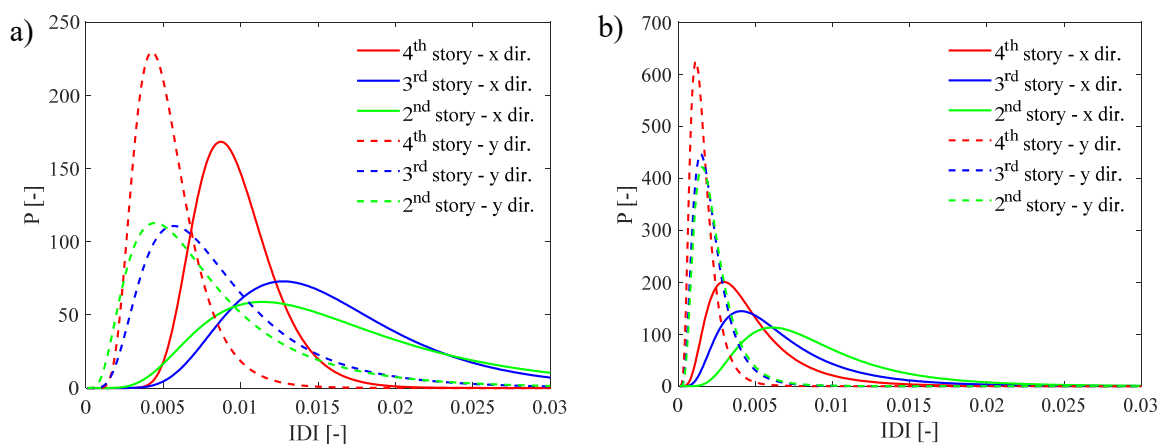 a)
250
200
150
100
50
0
P [-]
4th story - x dir.
3rd story - x dir.
2nd story - x dir.
4th story - y dir.
3rd story - y dir.
2nd story - y dir.
0 0.005 0.01 0.015 0.02 0.025 0.03
IDI [-]
b)
700
600
500
400
300
200
100
0
P [-]
4th story - x dir.
3rd story - x dir.
2nd story - x dir.
4th story - y dir.
3rd story - y dir.
2nd story - y dir.
0 0.005 0.01 0.015 0.02 0.025 0.03
IDI [-]